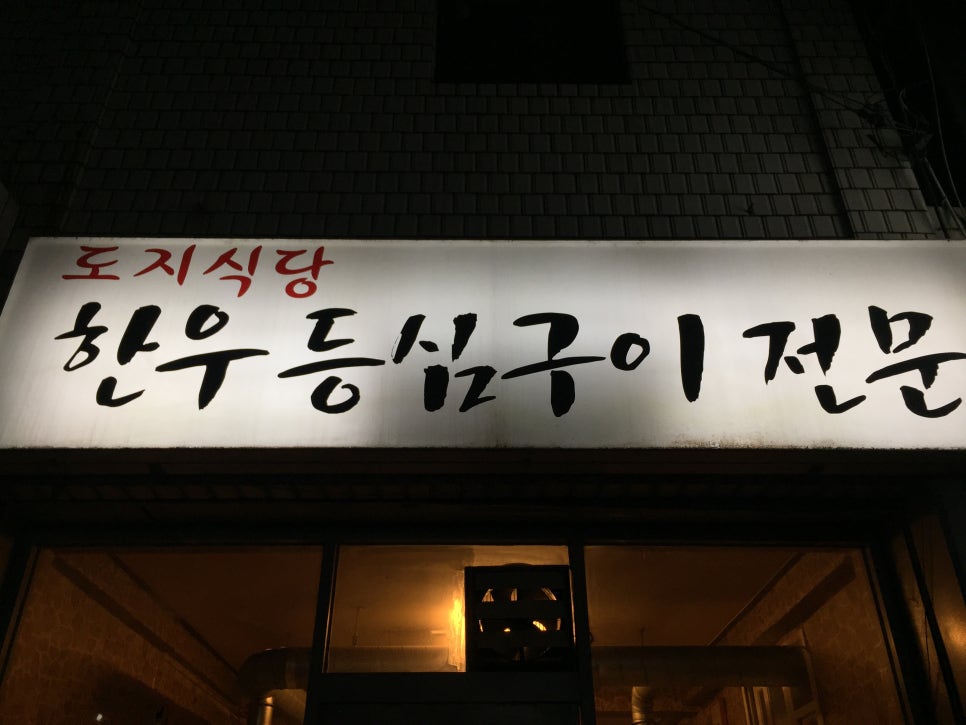 도지식당
한우 등심구이 전문